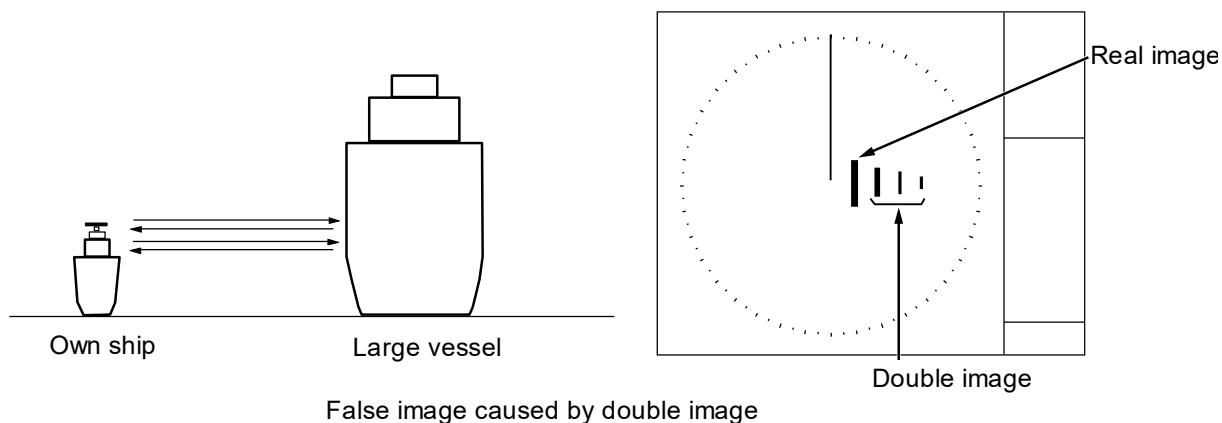 Real image
Own ship
Large vessel
Double image
False image caused by double image